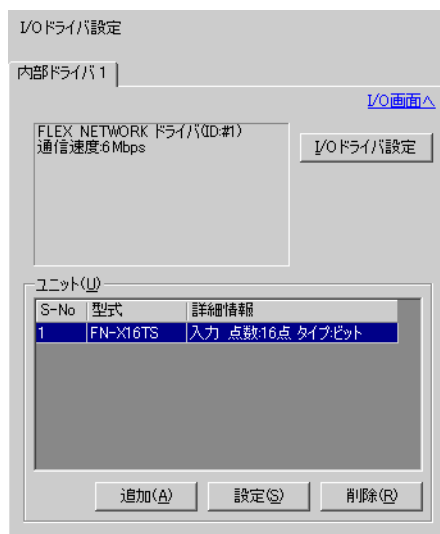 I/Oドライバ設定
内部ドライバ1
I/O画面へ
FLEX NETWORK ドライバ(ID:#1)
通信速度:6Mbps
I/Oドライバ設定
ユニット(U)
S-No 型式 詳細情報
1 FN-X16TS 入力 点数:16点 タイプ:ビット
追加(A) 設定(S) 削除(R)